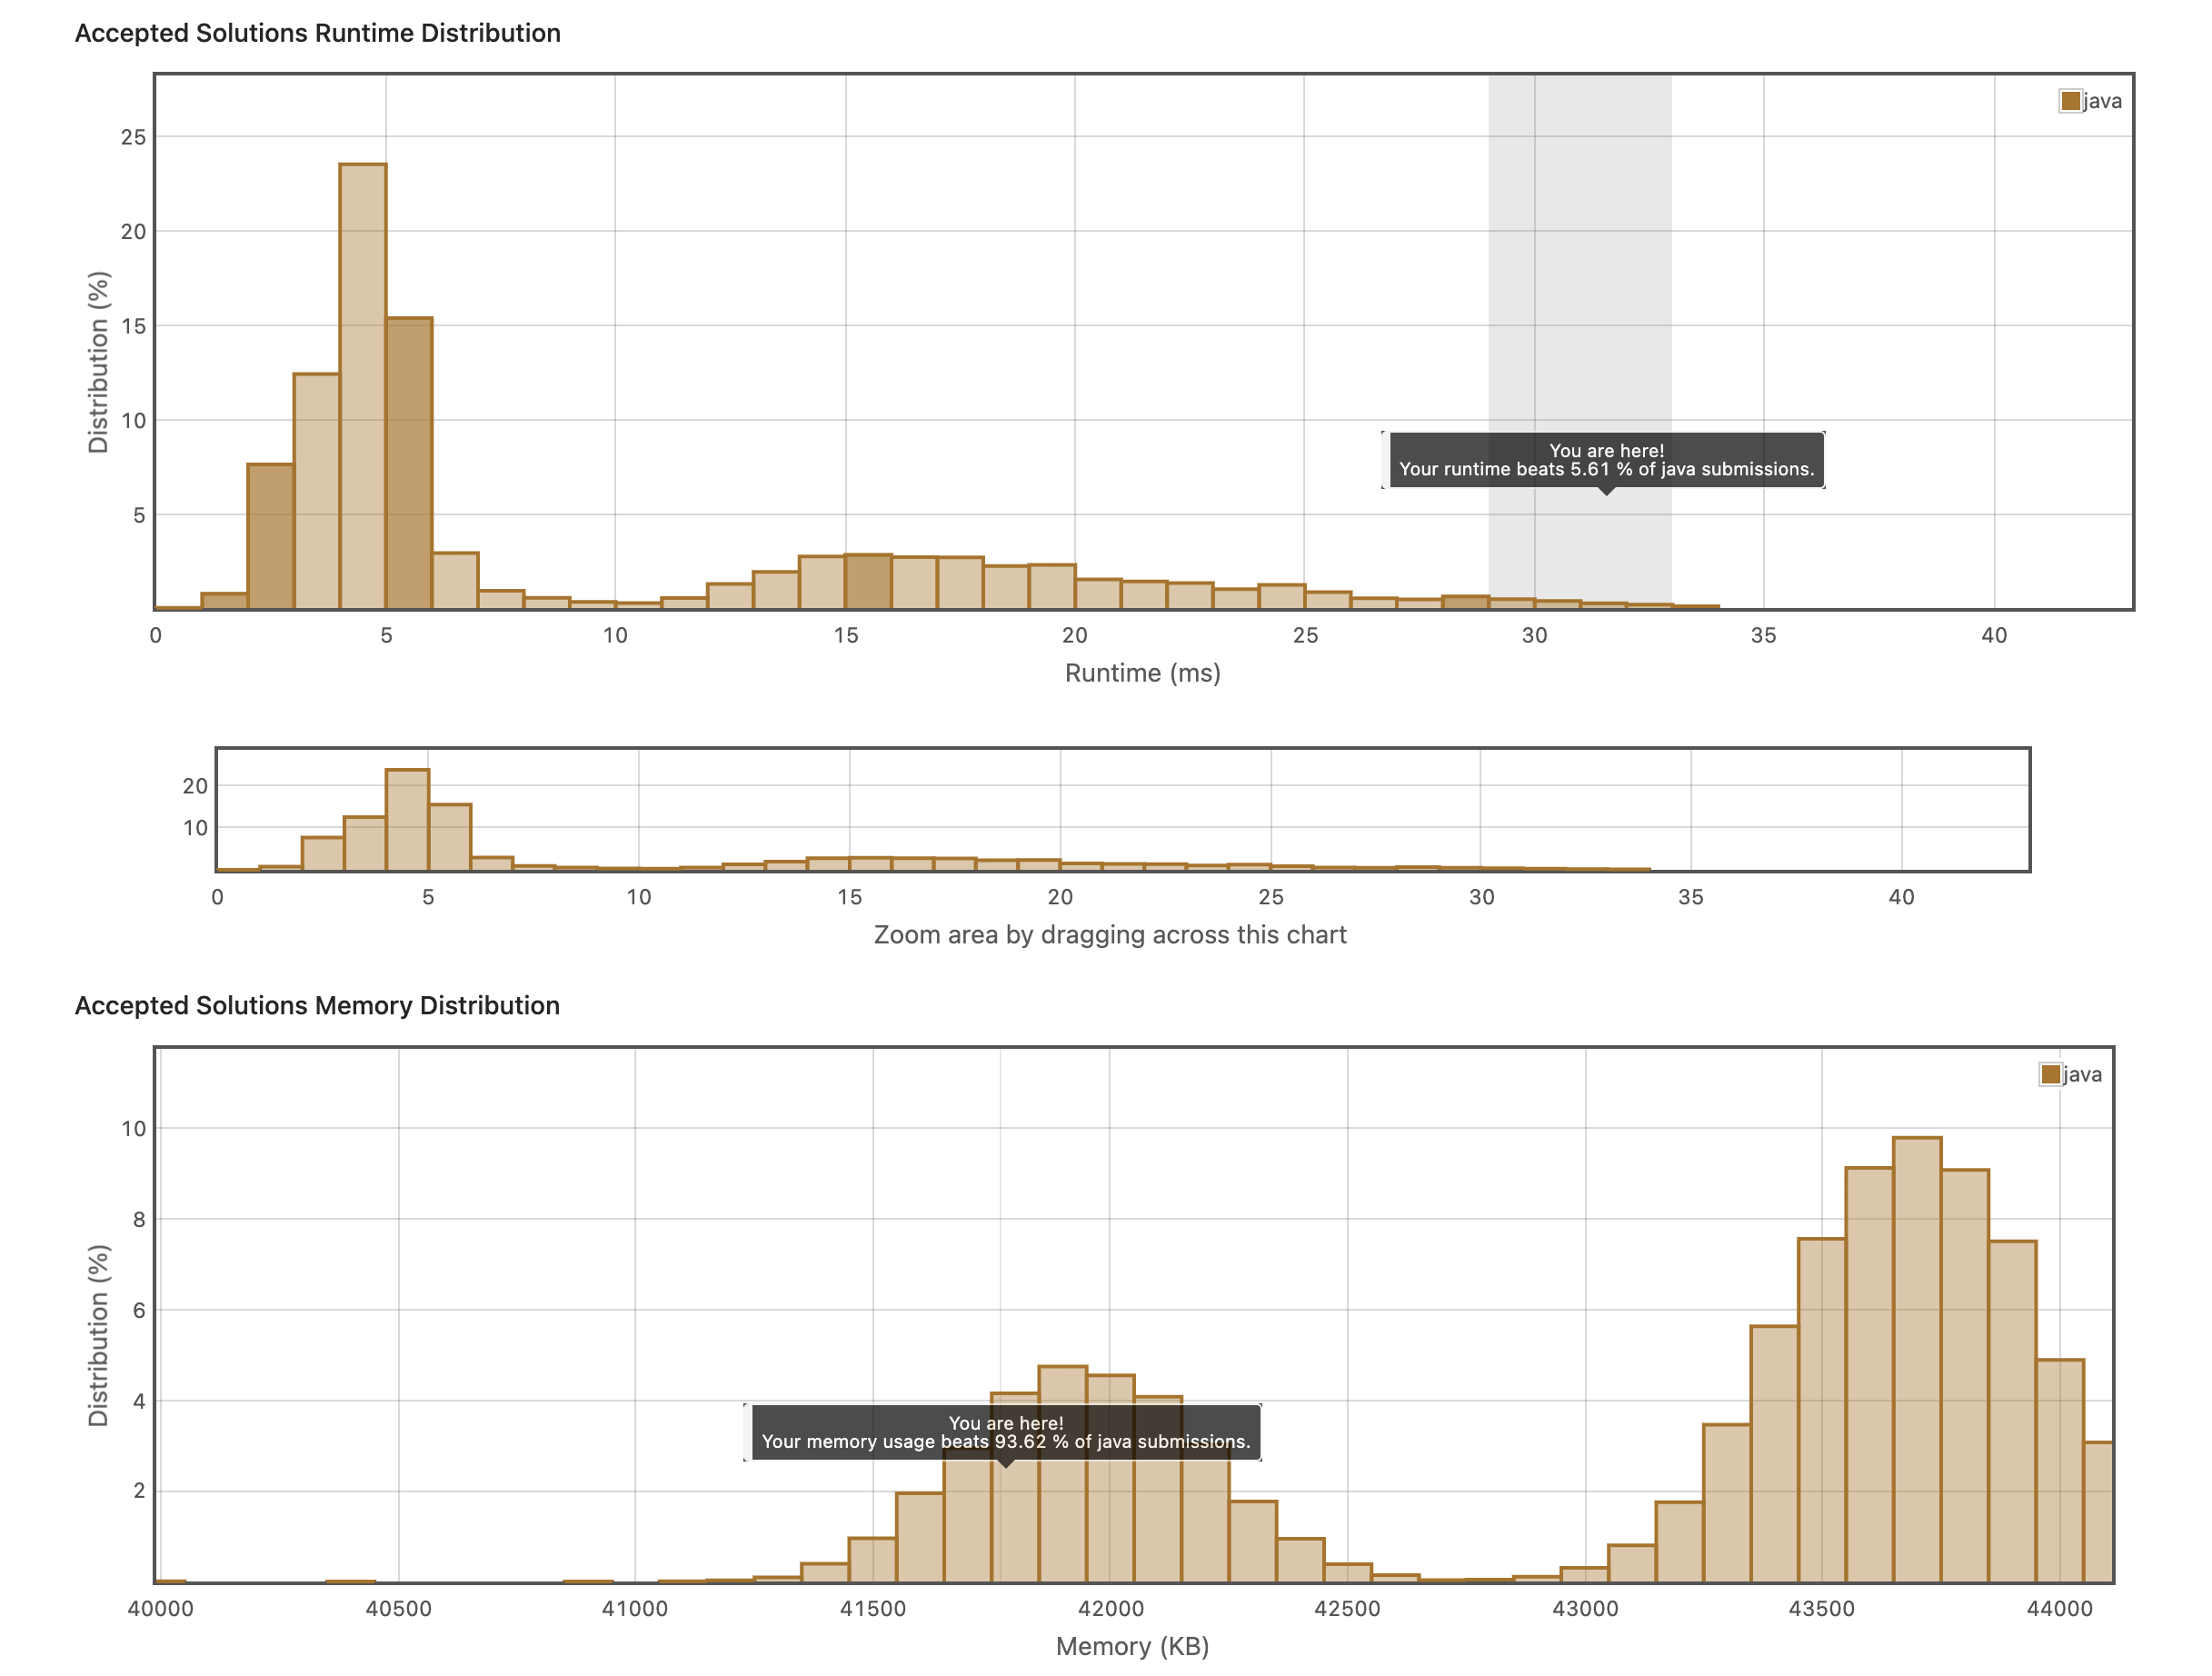 Accepted Solutions Runtime Distribution
java
25
20
15
10
5
Distribution (%)
You are here!
Your runtime beats 5.61 % of java submissions.
0 5 10 15 20 25 30 35 40
Runtime (ms)
20
10
0 5 10 15 20 25 30 35 40
Zoom area by dragging across this chart
Accepted Solutions Memory Distribution
java
10
8
6
4
2
Distribution (%)
You are here!
Your memory usage beats 93.62 % of java submissions.
40000 40500 41000 41500 42000 42500 43000 43500 44000
Memory (KB)